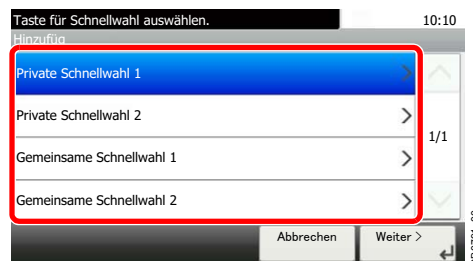 Taste für Schnellwahl auswählen. 10:10
Hinzufüg
Private Schnellwahl 1
Private Schnellwahl 2
1/1
Gemeinsame Schnellwahl 1
Gemeinsame Schnellwahl 2
Abbrechen Weiter >